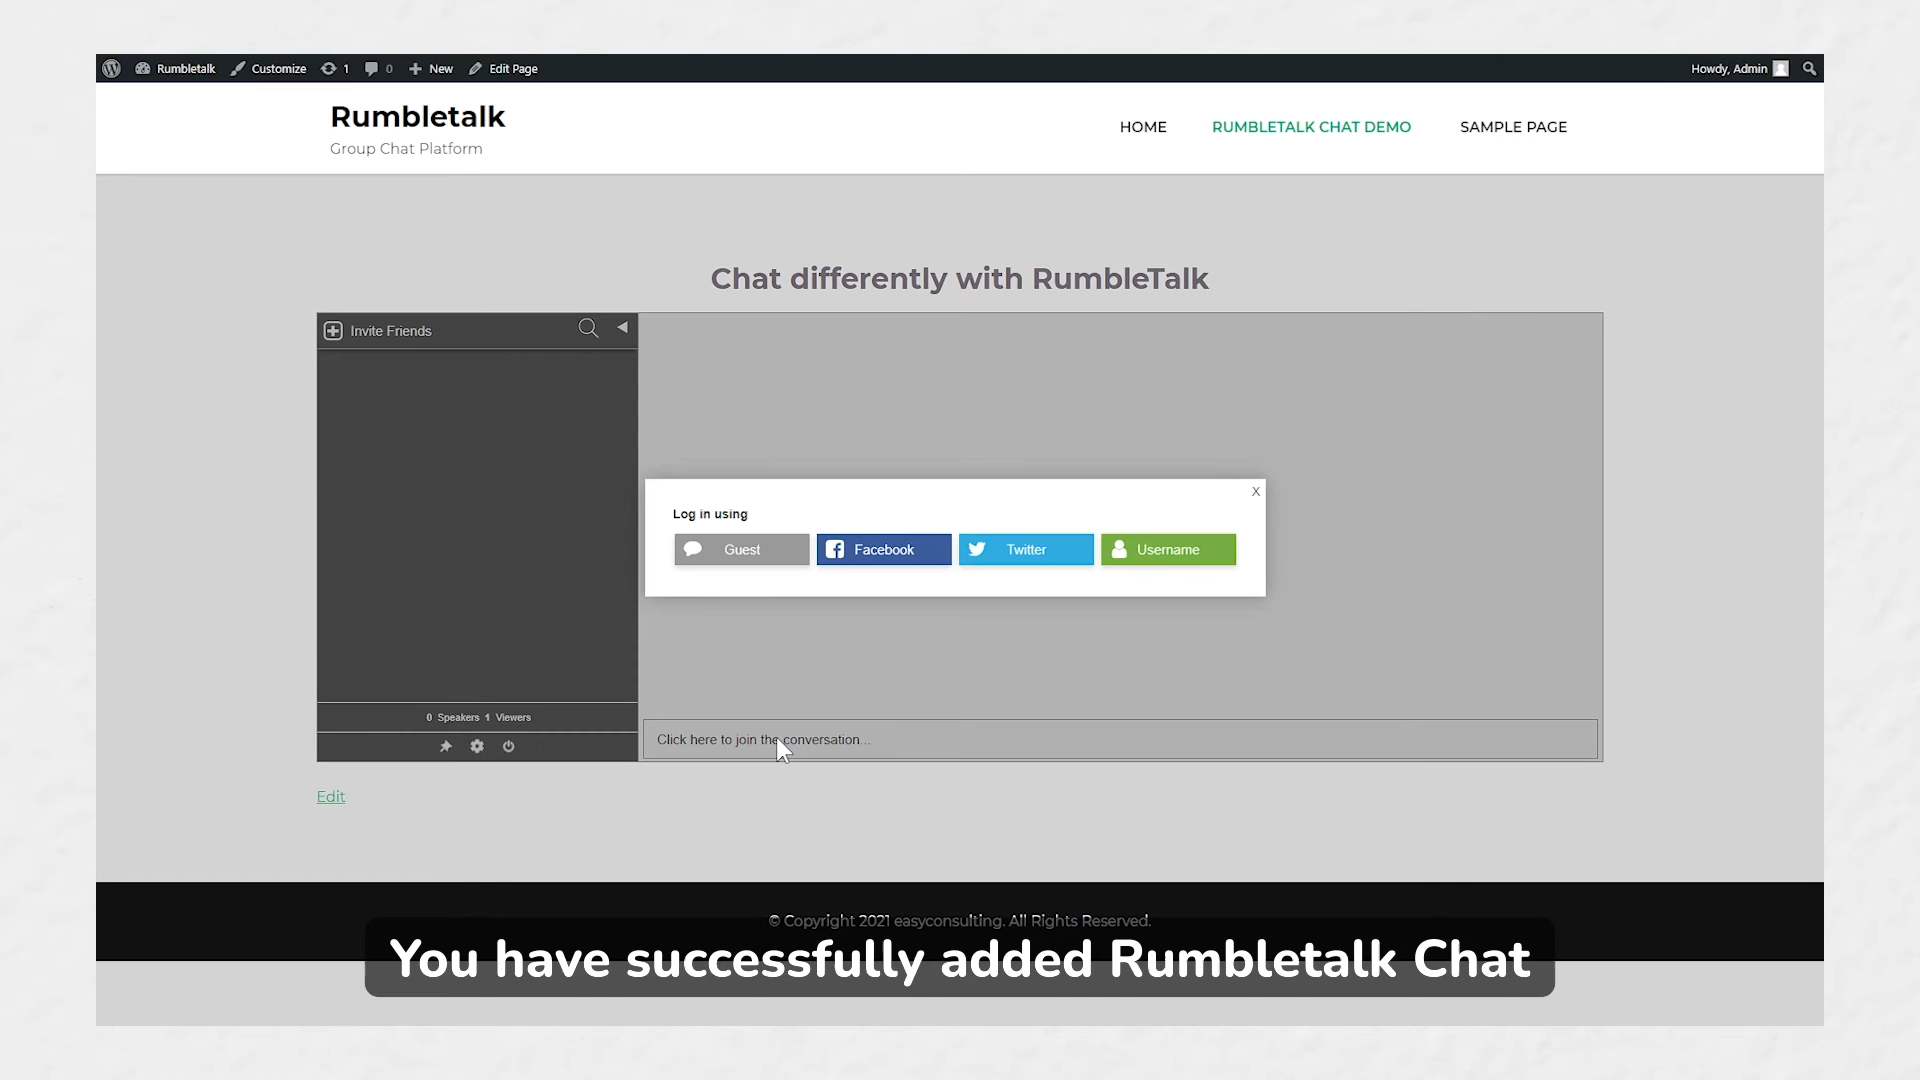 Rumbletalk Customize 1 0 New Edit Page Howdy, Admin
Rumbletalk
Group Chat Platform
HOME RUMBLETALK CHAT DEMO SAMPLE PAGE
Chat differently with RumbleTalk
Invite Friends
X
Log in using
Guest Facebook Twitter Username
0 Speakers 1 Viewers
Click here to join the conversation...
Edit
© Copyright 2021 easyconsulting. All Rights Reserved.
You have successfully added Rumbletalk Chat